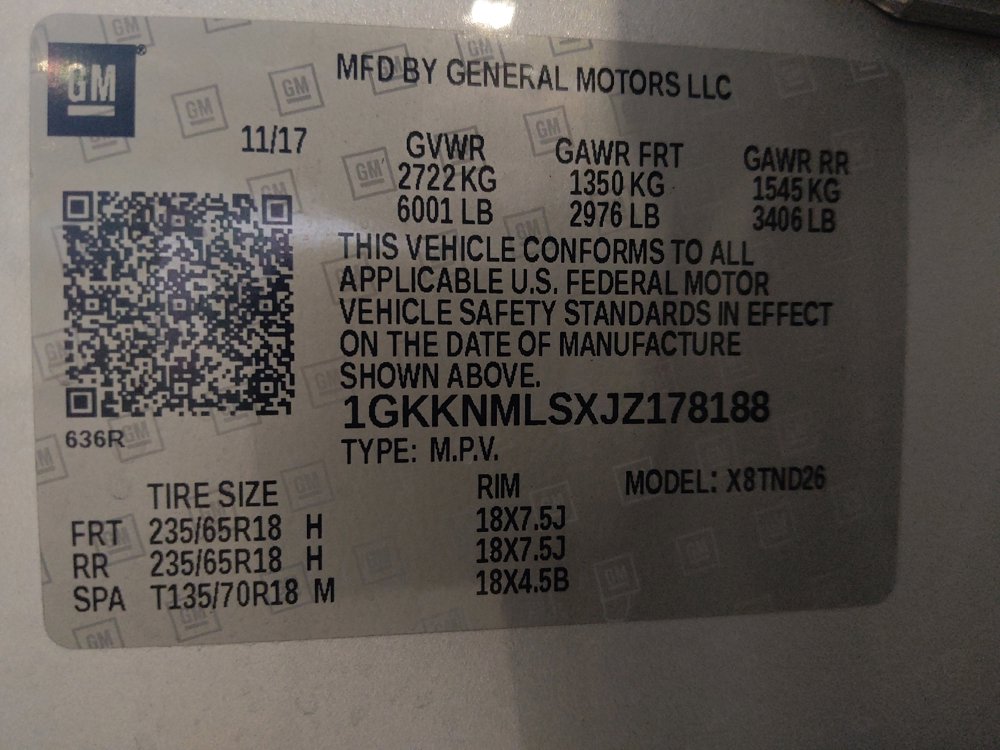 GM
MFD BY GENERAL MOTORS LLC
11/17
GVWR GAWR FRT GAWR RR
2722 KG 1350 KG 1545 KG
6001 LB 2976 LB 3406 LB
THIS VEHICLE CONFORMS TO ALL
APPLICABLE U.S. FEDERAL MOTOR
VEHICLE SAFETY STANDARDS IN EFFECT
ON THE DATE OF MANUFACTURE
SHOWN ABOVE.
1GKKNMLSXJZ178188
636R
TYPE: M.P.V.
TIRE SIZE RIM MODEL: X8TND26
FRT 235/65R18 H 18X7.5J
RR 235/65R18 H 18X7.5J
SPA T135/70R18 M 18X4.5B